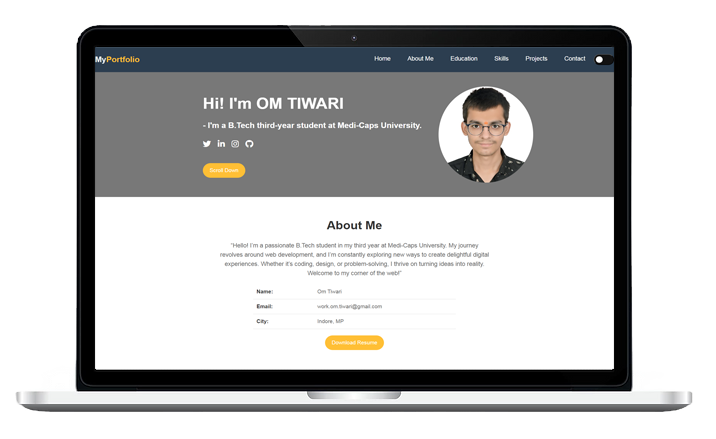 MyPortfolio
Home About Me Education Skills Projects Contact
Hi! I'm OM TIWARI
- I'm a B.Tech third-year student at Medi-Caps University.
Scroll Down
About Me
"Hello! I'm a passionate B.Tech student in my third year at Medi-Caps University. My journey
revolves around web development, and I'm constantly exploring new ways to create delightful digital
experiences. Whether it's coding, design, or problem-solving, I thrive on turning ideas into reality.
Welcome to my corner of the web!"
Name: Om Tiwari
Email: work.om.tiwari@gmail.com
City: Indore, MP
Download Resume